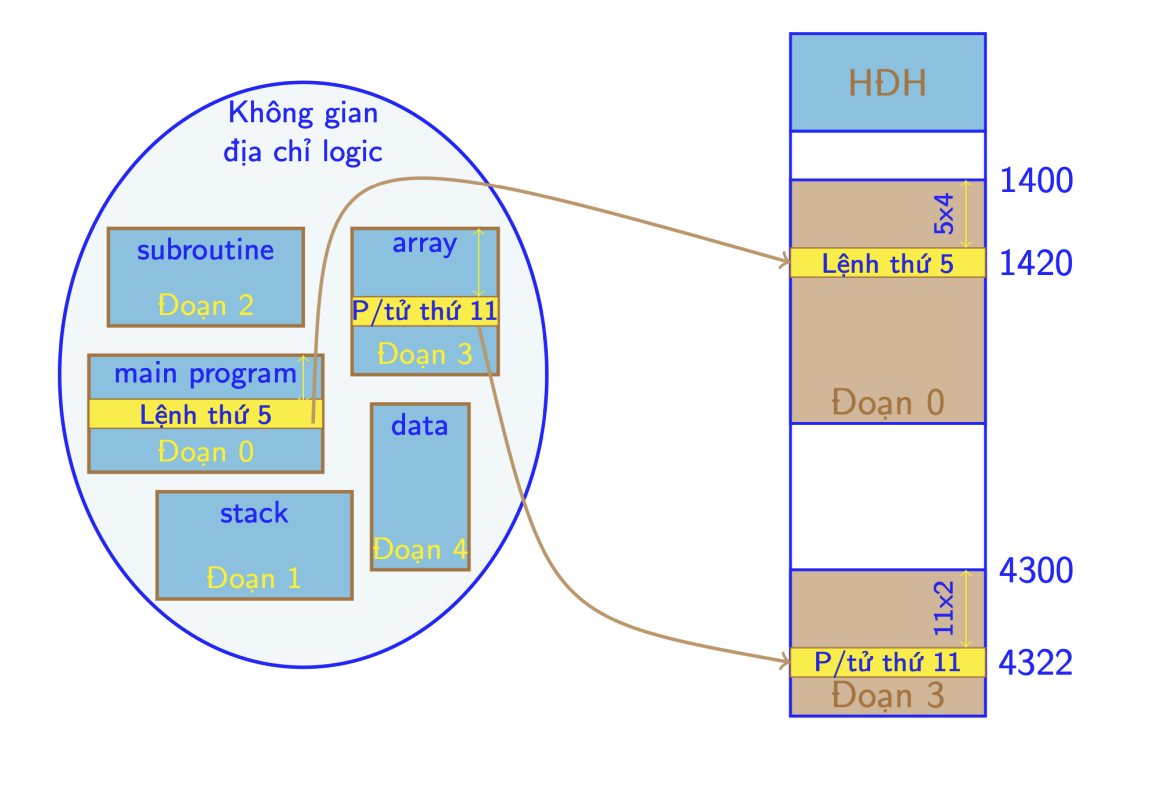 Không gian
địa chỉ logic
subroutine
Đoạn 2
array
P/tử thứ 11
Đoạn 3
main program
Lệnh thứ 5
Đoạn 0
data
Đoạn 4
stack
Đoạn 1
HĐH
1400
5x4
Lệnh thứ 5
1420
Đoạn 0
4300
11x2
P/tử thứ 11
4322
Đoạn 3